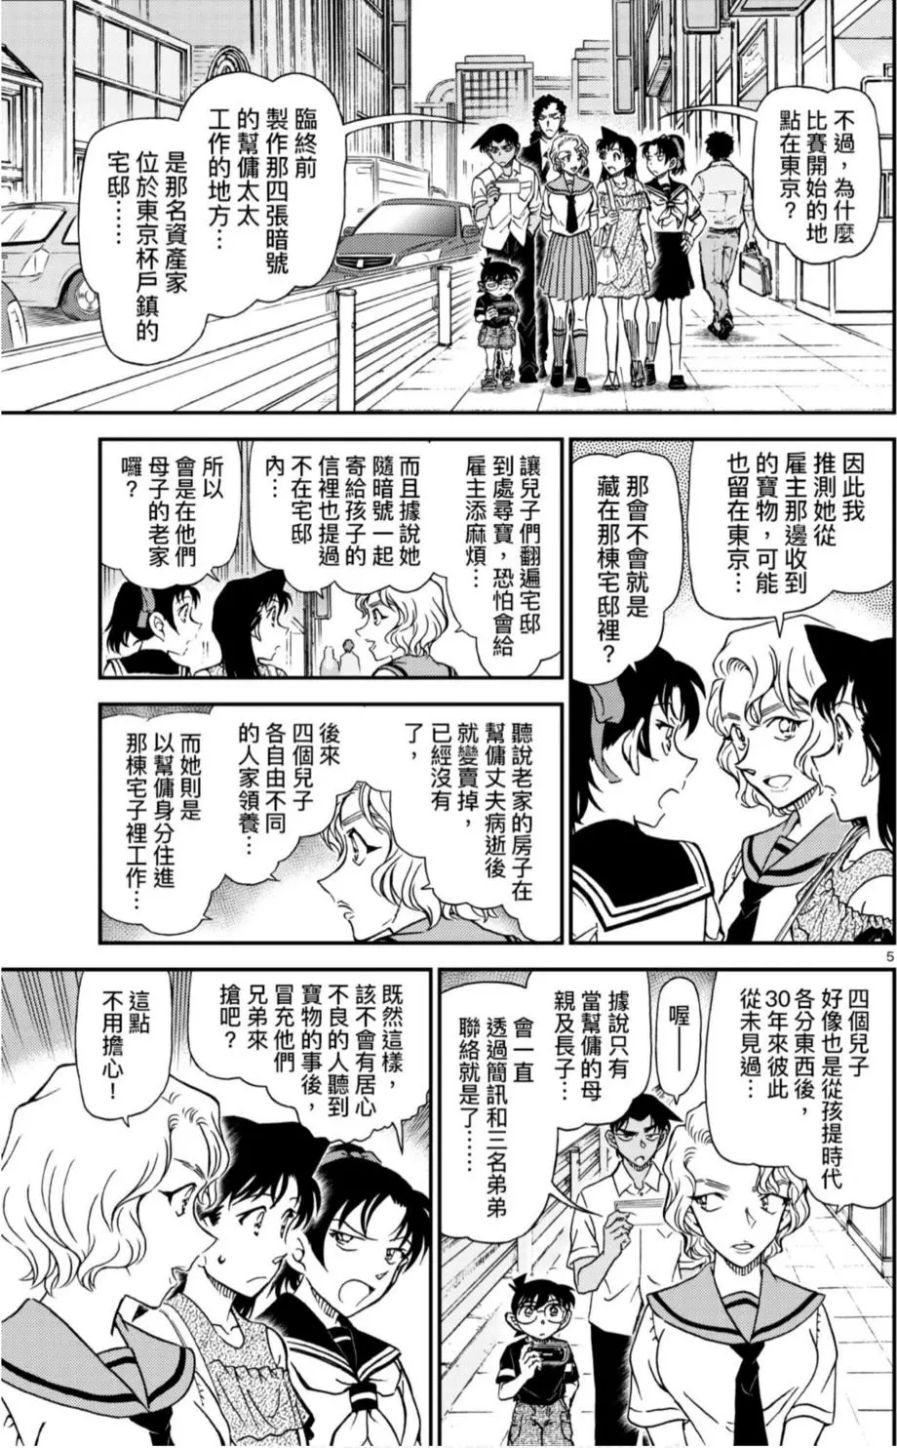 不過，為什麼
比賽開始的地
點在東京？
臨終前
製作那四張暗號
的幫傭太太
工作的地方…
是那名資產家
位於東京杯戶鎮的
宅邸……
因此我
推測她從
雇主那邊收到
的寶物，可能
也留在東京…
那會不會就是
藏在那棟宅邸裡？
讓兒子們翻遍宅邸
到處尋寶，恐怕會給
雇主添麻煩…
而且據說她
隨暗號一起
寄給孩子的
信裡也提過
不在宅邸
內…
所以
會是在他們
母子的老家
囉？
聽說老家的房子在
幫傭丈夫病逝後
就變賣掉，
已經沒有
了，
後來
四個兒子
各自由不同
的人家領養…
而她則是
以幫傭身分住進
那棟宅子裡工作…
5
四個兒子
好像也是從孩提時代
各分東西後，
30年來彼此
從未見過…
喔——
據說只有
當幫傭的母
親及長子…
會一直
透過簡訊和三名弟弟
聯絡就是了……
既然這樣，
該不會有居心
不良的人聽到
寶物的事後，
冒充他們
兄弟來
搶吧？
這點
不用擔心！